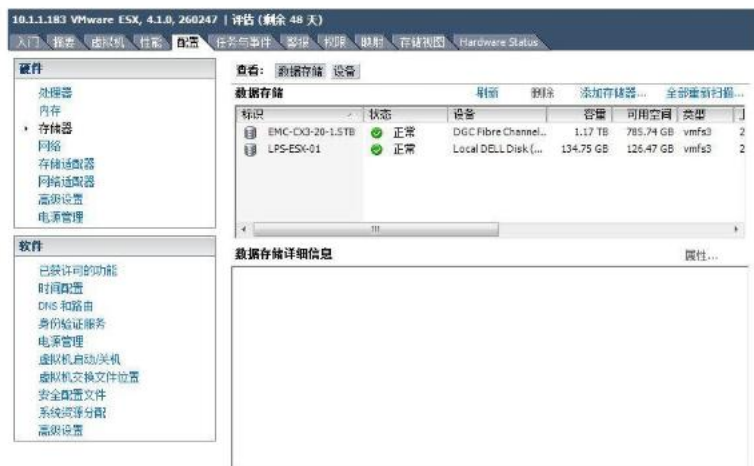 10.1.1.183 VMware ESX, 4.1.0, 260247 | 评估 (剩余 48 天)
入门 摘要 虚拟机 性能 配置 任务与事件 警报 权限 映射 存储视图 Hardware Status
硬件
处理器
内存
存储器
网络
存储适配器
网络适配器
高级设置
电源管理
软件
已获许可的功能
时间配置
DNS 和路由
身份验证服务
电源管理
虚拟机启动/关机
虚拟机交换文件位置
安全配置文件
系统资源分配
高级设置
查看: 数据存储 设备
数据存储 刷新 删除 添加存储器... 全部重新扫描...
标识 状态 设备 容量 可用空间 类型
EMC-CX3-20-1.5TB 正常 DGC Fibre Channel... 1.17 TB 785.74 GB vmfs3 2
LPS-ESX-01 正常 Local DELL Disk (... 134.75 GB 126.47 GB vmfs3 2
数据存储详细信息 属性...